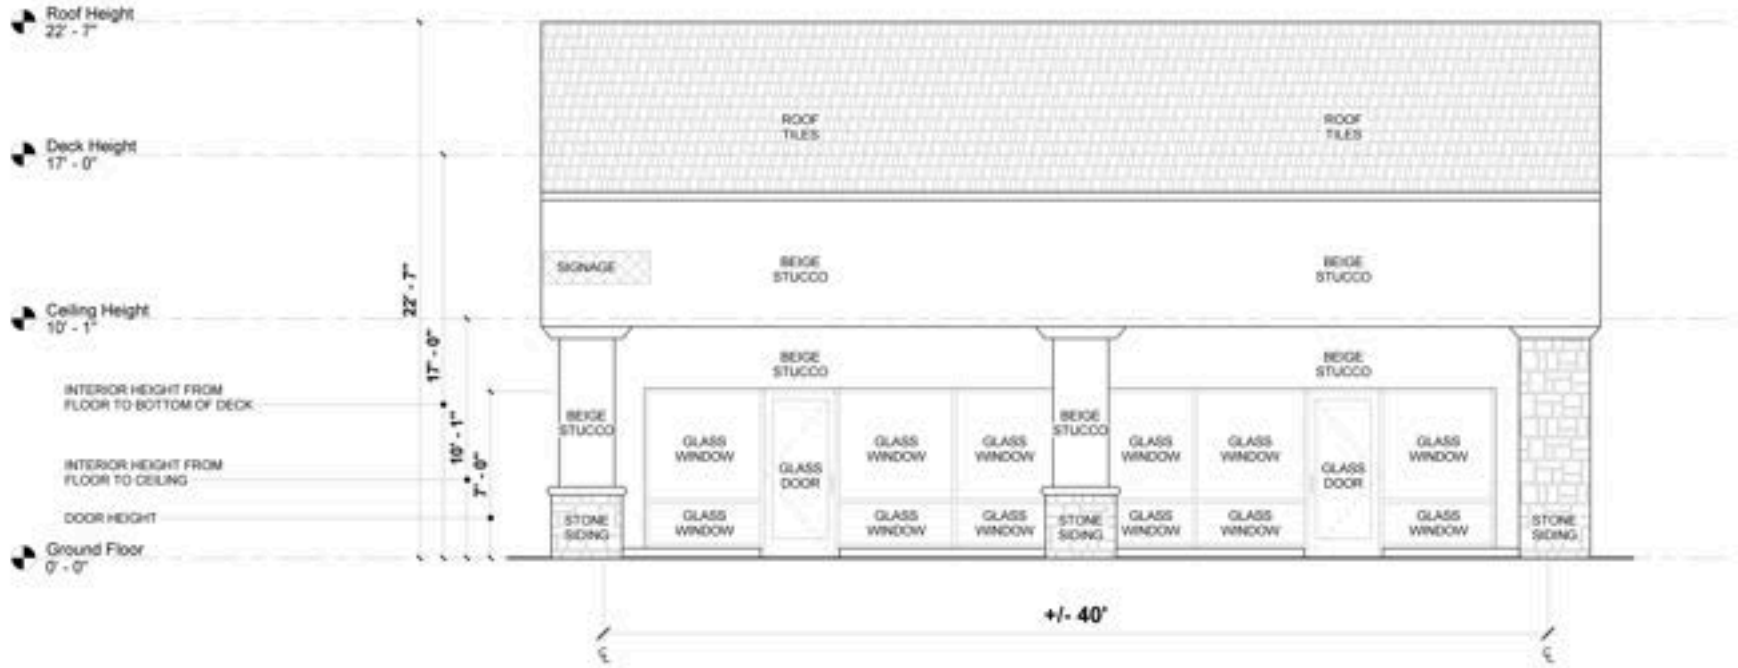 Roof Height
22' - 7"
Deck Height
17' - 0"
Ceiling Height
10' - 1"
INTERIOR HEIGHT FROM
FLOOR TO BOTTOM OF DECK
INTERIOR HEIGHT FROM
FLOOR TO CEILING
DOOR HEIGHT
Ground Floor
0' - 0"
22' - 7"
17' - 0"
10' - 1"
7' - 0"
ROOF
TILES
ROOF
TILES
SIGNAGE
BEIGE
STUCCO
BEIGE
STUCCO
BEIGE
STUCCO
BEIGE
STUCCO
BEIGE
STUCCO
GLASS
WINDOW
GLASS
DOOR
GLASS
WINDOW
GLASS
WINDOW
BEIGE
STUCCO
GLASS
WINDOW
GLASS
WINDOW
GLASS
DOOR
GLASS
WINDOW
STONE
SIDING
GLASS
WINDOW
GLASS
WINDOW
GLASS
WINDOW
STONE
SIDING
GLASS
WINDOW
GLASS
WINDOW
GLASS
WINDOW
STONE
SIDING
+/- 40'
℄
℄